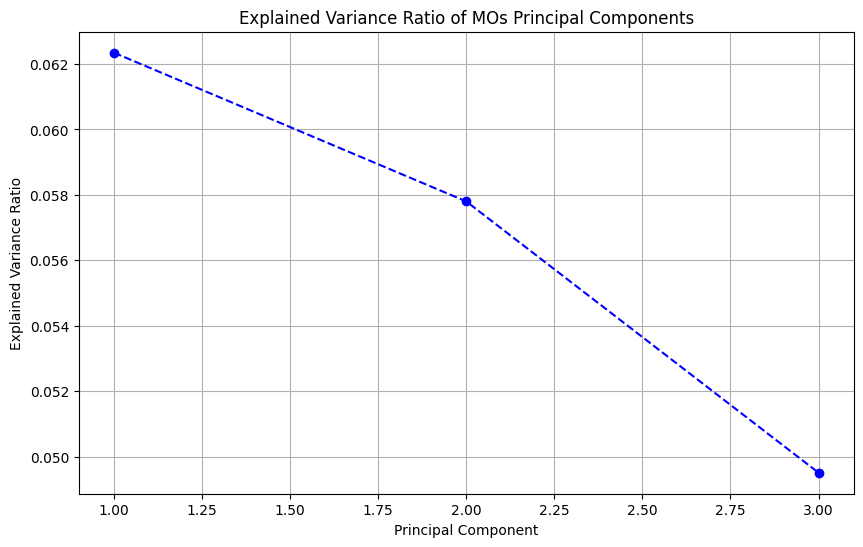 Explained Variance Ratio of MOs Principal Components
0.062
0.060
0.058
0.056
0.054
0.052
0.050
Explained Variance Ratio
1.00 1.25 1.50 1.75 2.00 2.25 2.50 2.75 3.00
Principal Component